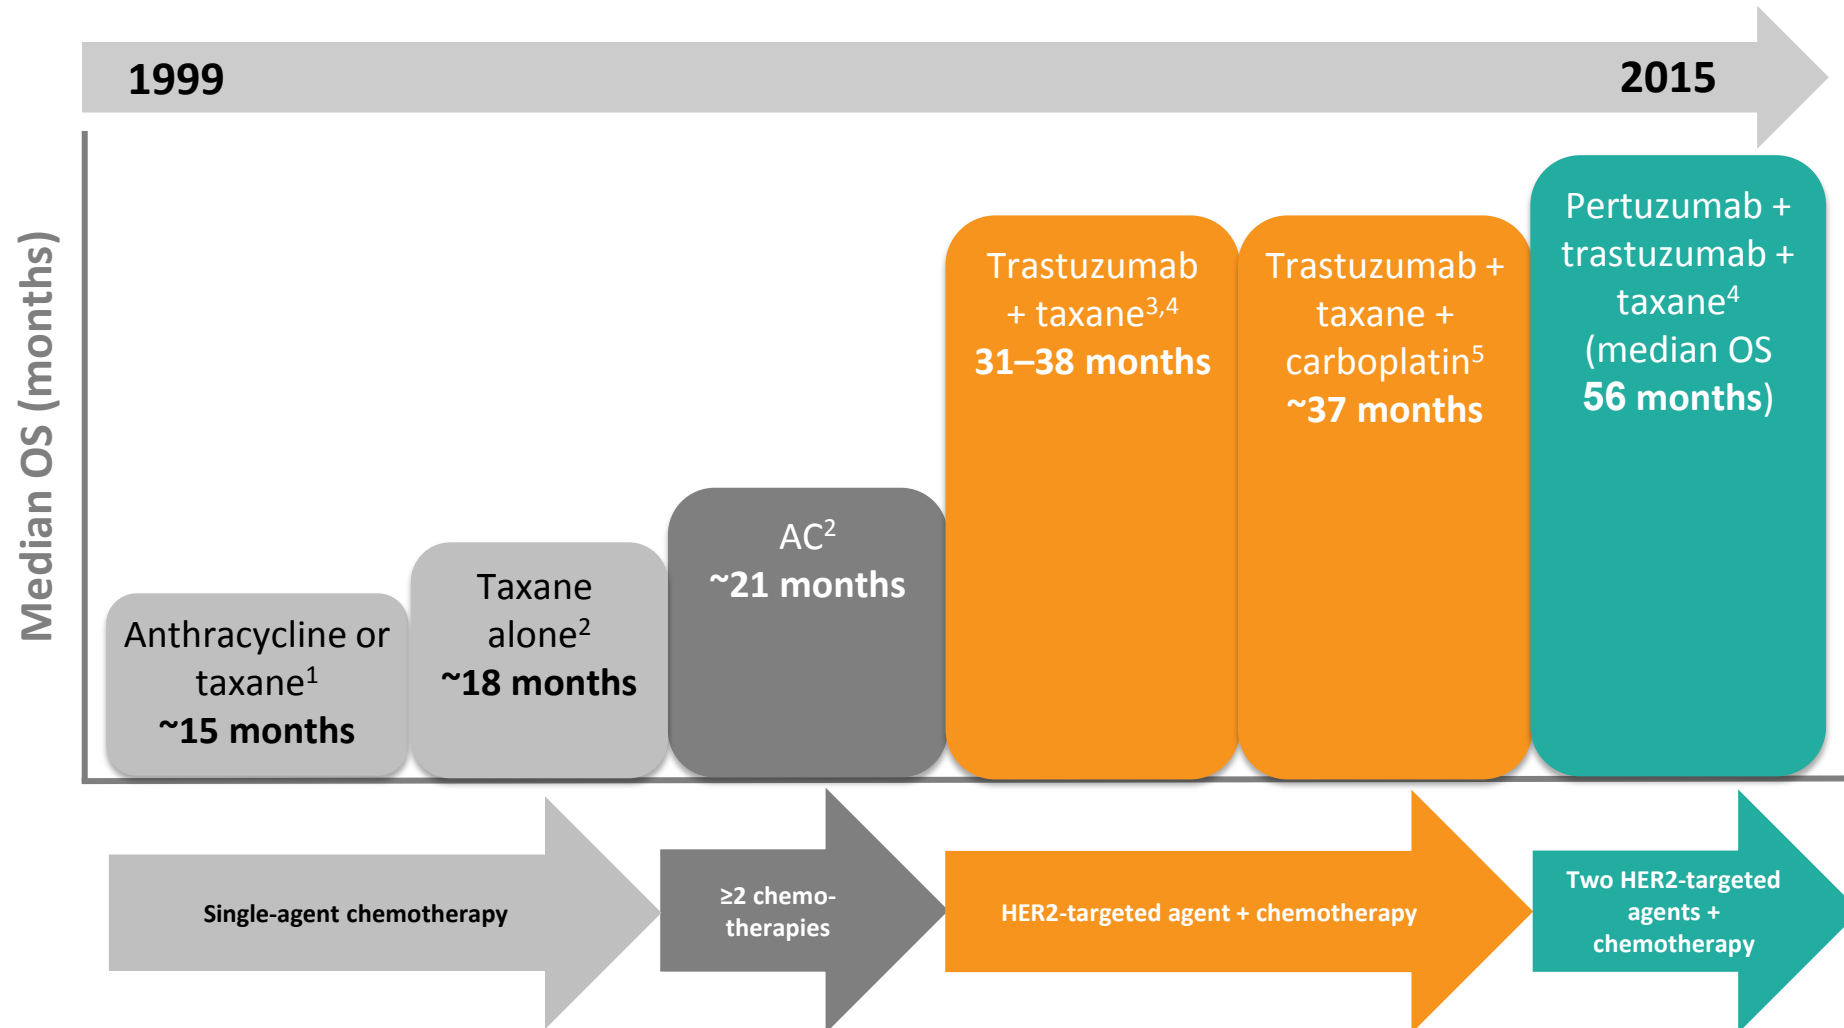 1999
2015
Median OS (months)
Anthracycline or
taxane¹
~15 months
Taxane
alone²
~18 months
AC²
~21 months
Trastuzumab
+ taxane³,⁴
31–38 months
Trastuzumab +
taxane +
carboplatin⁵
~37 months
Pertuzumab +
trastuzumab +
taxane⁴
(median OS
56 months)
Single-agent chemotherapy
≥2 chemo-
therapies
HER2-targeted agent + chemotherapy
Two HER2-targeted
agents +
chemotherapy